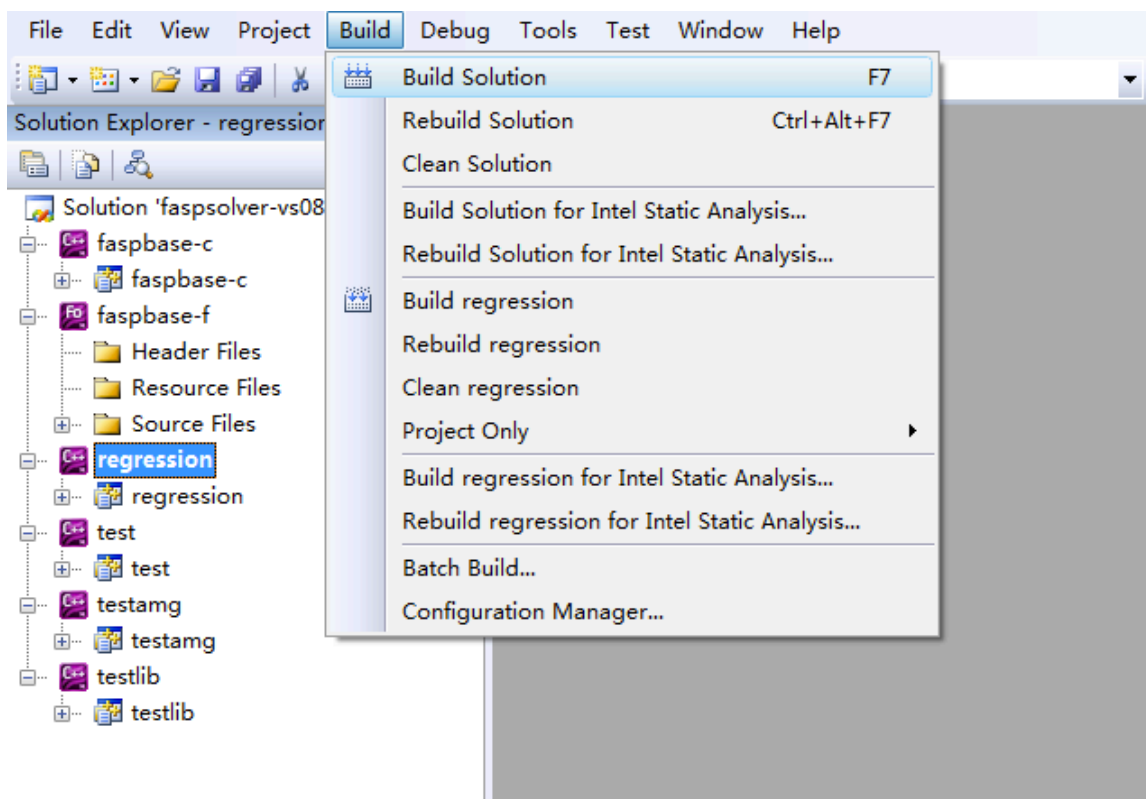 File Edit View Project Build Debug Tools Test Window Help
Solution Explorer - regression
Solution 'faspsolver-vs08
faspbase-c
faspbase-c
faspbase-f
Header Files
Resource Files
Source Files
regression
regression
test
test
testamg
testamg
testlib
testlib
Build Solution F7
Rebuild Solution Ctrl+Alt+F7
Clean Solution
Build Solution for Intel Static Analysis...
Rebuild Solution for Intel Static Analysis...
Build regression
Rebuild regression
Clean regression
Project Only
Build regression for Intel Static Analysis...
Rebuild regression for Intel Static Analysis...
Batch Build...
Configuration Manager...